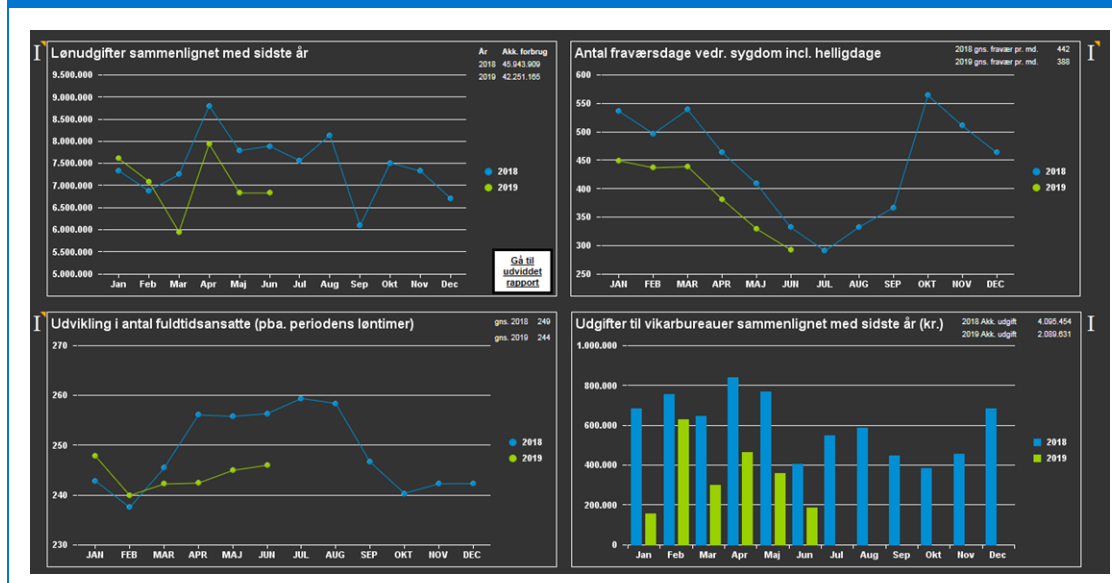 I
Lønudgifter sammenlignet med sidste år
År Akk. forbrug
2018 45.943.909
2019 42.251.165
9.500.000
9.000.000
8.500.000
8.000.000
7.500.000
7.000.000
6.500.000
6.000.000
5.500.000
5.000.000
Jan Feb Mar Apr Maj Jun Jul Aug Sep Okt Nov Dec
2018
2019
Gå til
udviddet
rapport
Antal fraværsdage vedr. sygdom incl. helligdage
2018 gns. fravær pr. md. 442
2019 gns. fravær pr. md. 388
I
600
550
500
450
400
350
300
250
JAN FEB MAR APR MAJ JUN JUL AUG SEP OKT NOV DEC
2018
2019
I
Udvikling i antal fuldtidsansatte (pba. periodens løntimer)
gns. 2018 249
gns. 2019 244
270
260
250
240
230
JAN FEB MAR APR MAJ JUN JUL AUG SEP OKT NOV DEC
2018
2019
Udgifter til vikarbureauer sammenlignet med sidste år (kr.)
2018 Akk. udgift 4.095.454
2019 Akk. udgift 2.089.631
I
1.000.000
800.000
600.000
400.000
200.000
0
Jan Feb Mar Apr Maj Jun Jul Aug Sep Okt Nov Dec
2018
2019